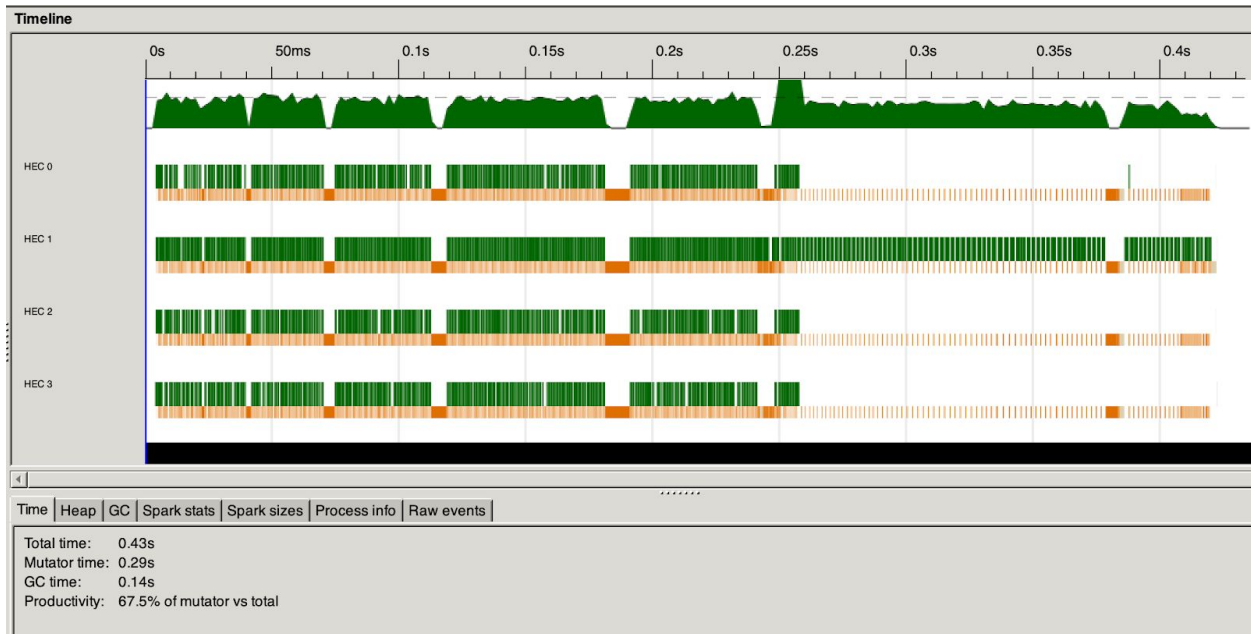 Timeline
0s 50ms 0.1s 0.15s 0.2s 0.25s 0.3s 0.35s 0.4s
HEC 0
HEC 1
HEC 2
HEC 3
Time Heap GC Spark stats Spark sizes Process info Raw events
Total time: 0.43s
Mutator time: 0.29s
GC time: 0.14s
Productivity: 67.5% of mutator vs total